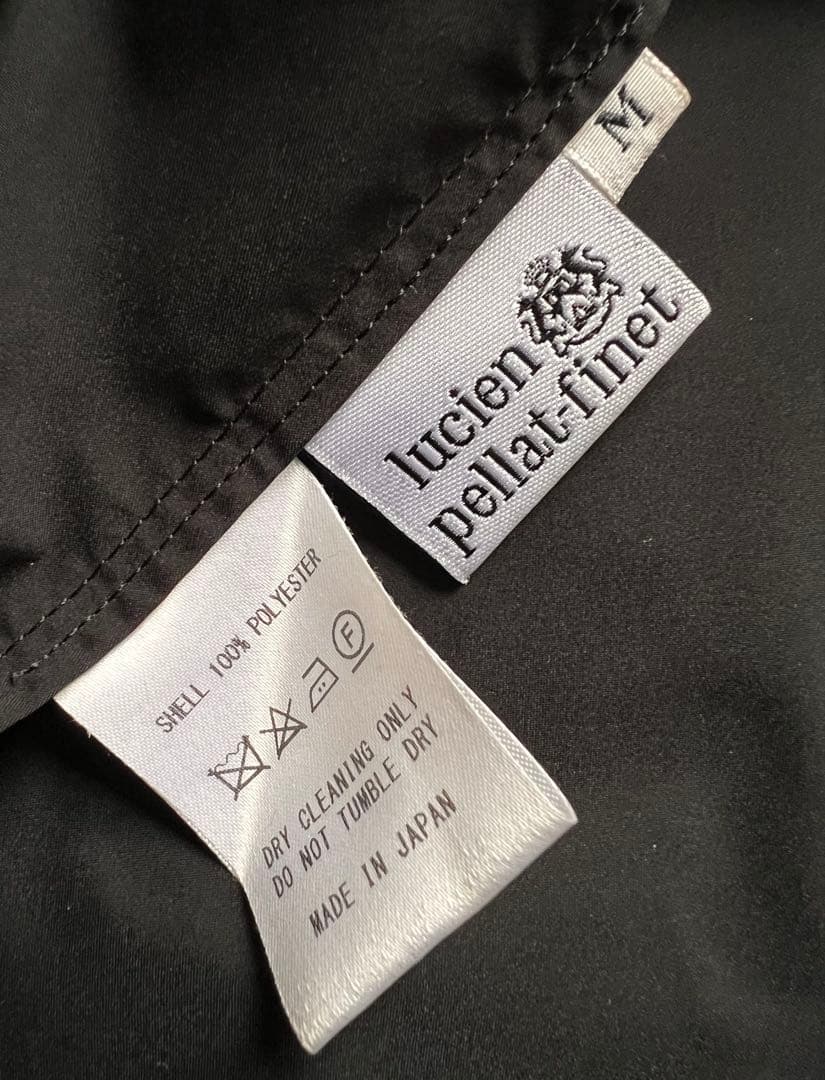 M
lucien
pellat-finet
SHELL 100% POLYESTER
F
DRY CLEANING ONLY
DO NOT TUMBLE DRY
MADE IN JAPAN